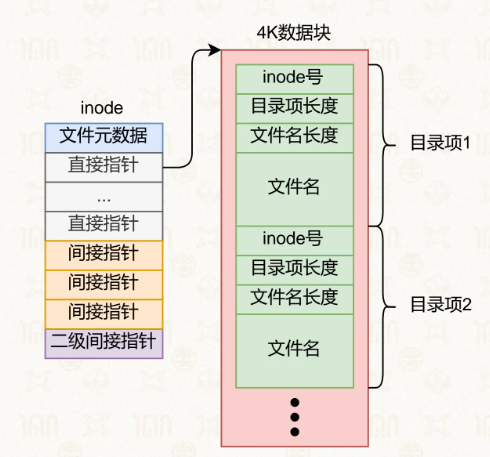 4K数据块
inode
文件元数据
直接指针
...
直接指针
间接指针
间接指针
间接指针
二级间接指针
inode号
目录项长度
文件名长度
文件名
目录项1
inode号
目录项长度
文件名长度
文件名
目录项2